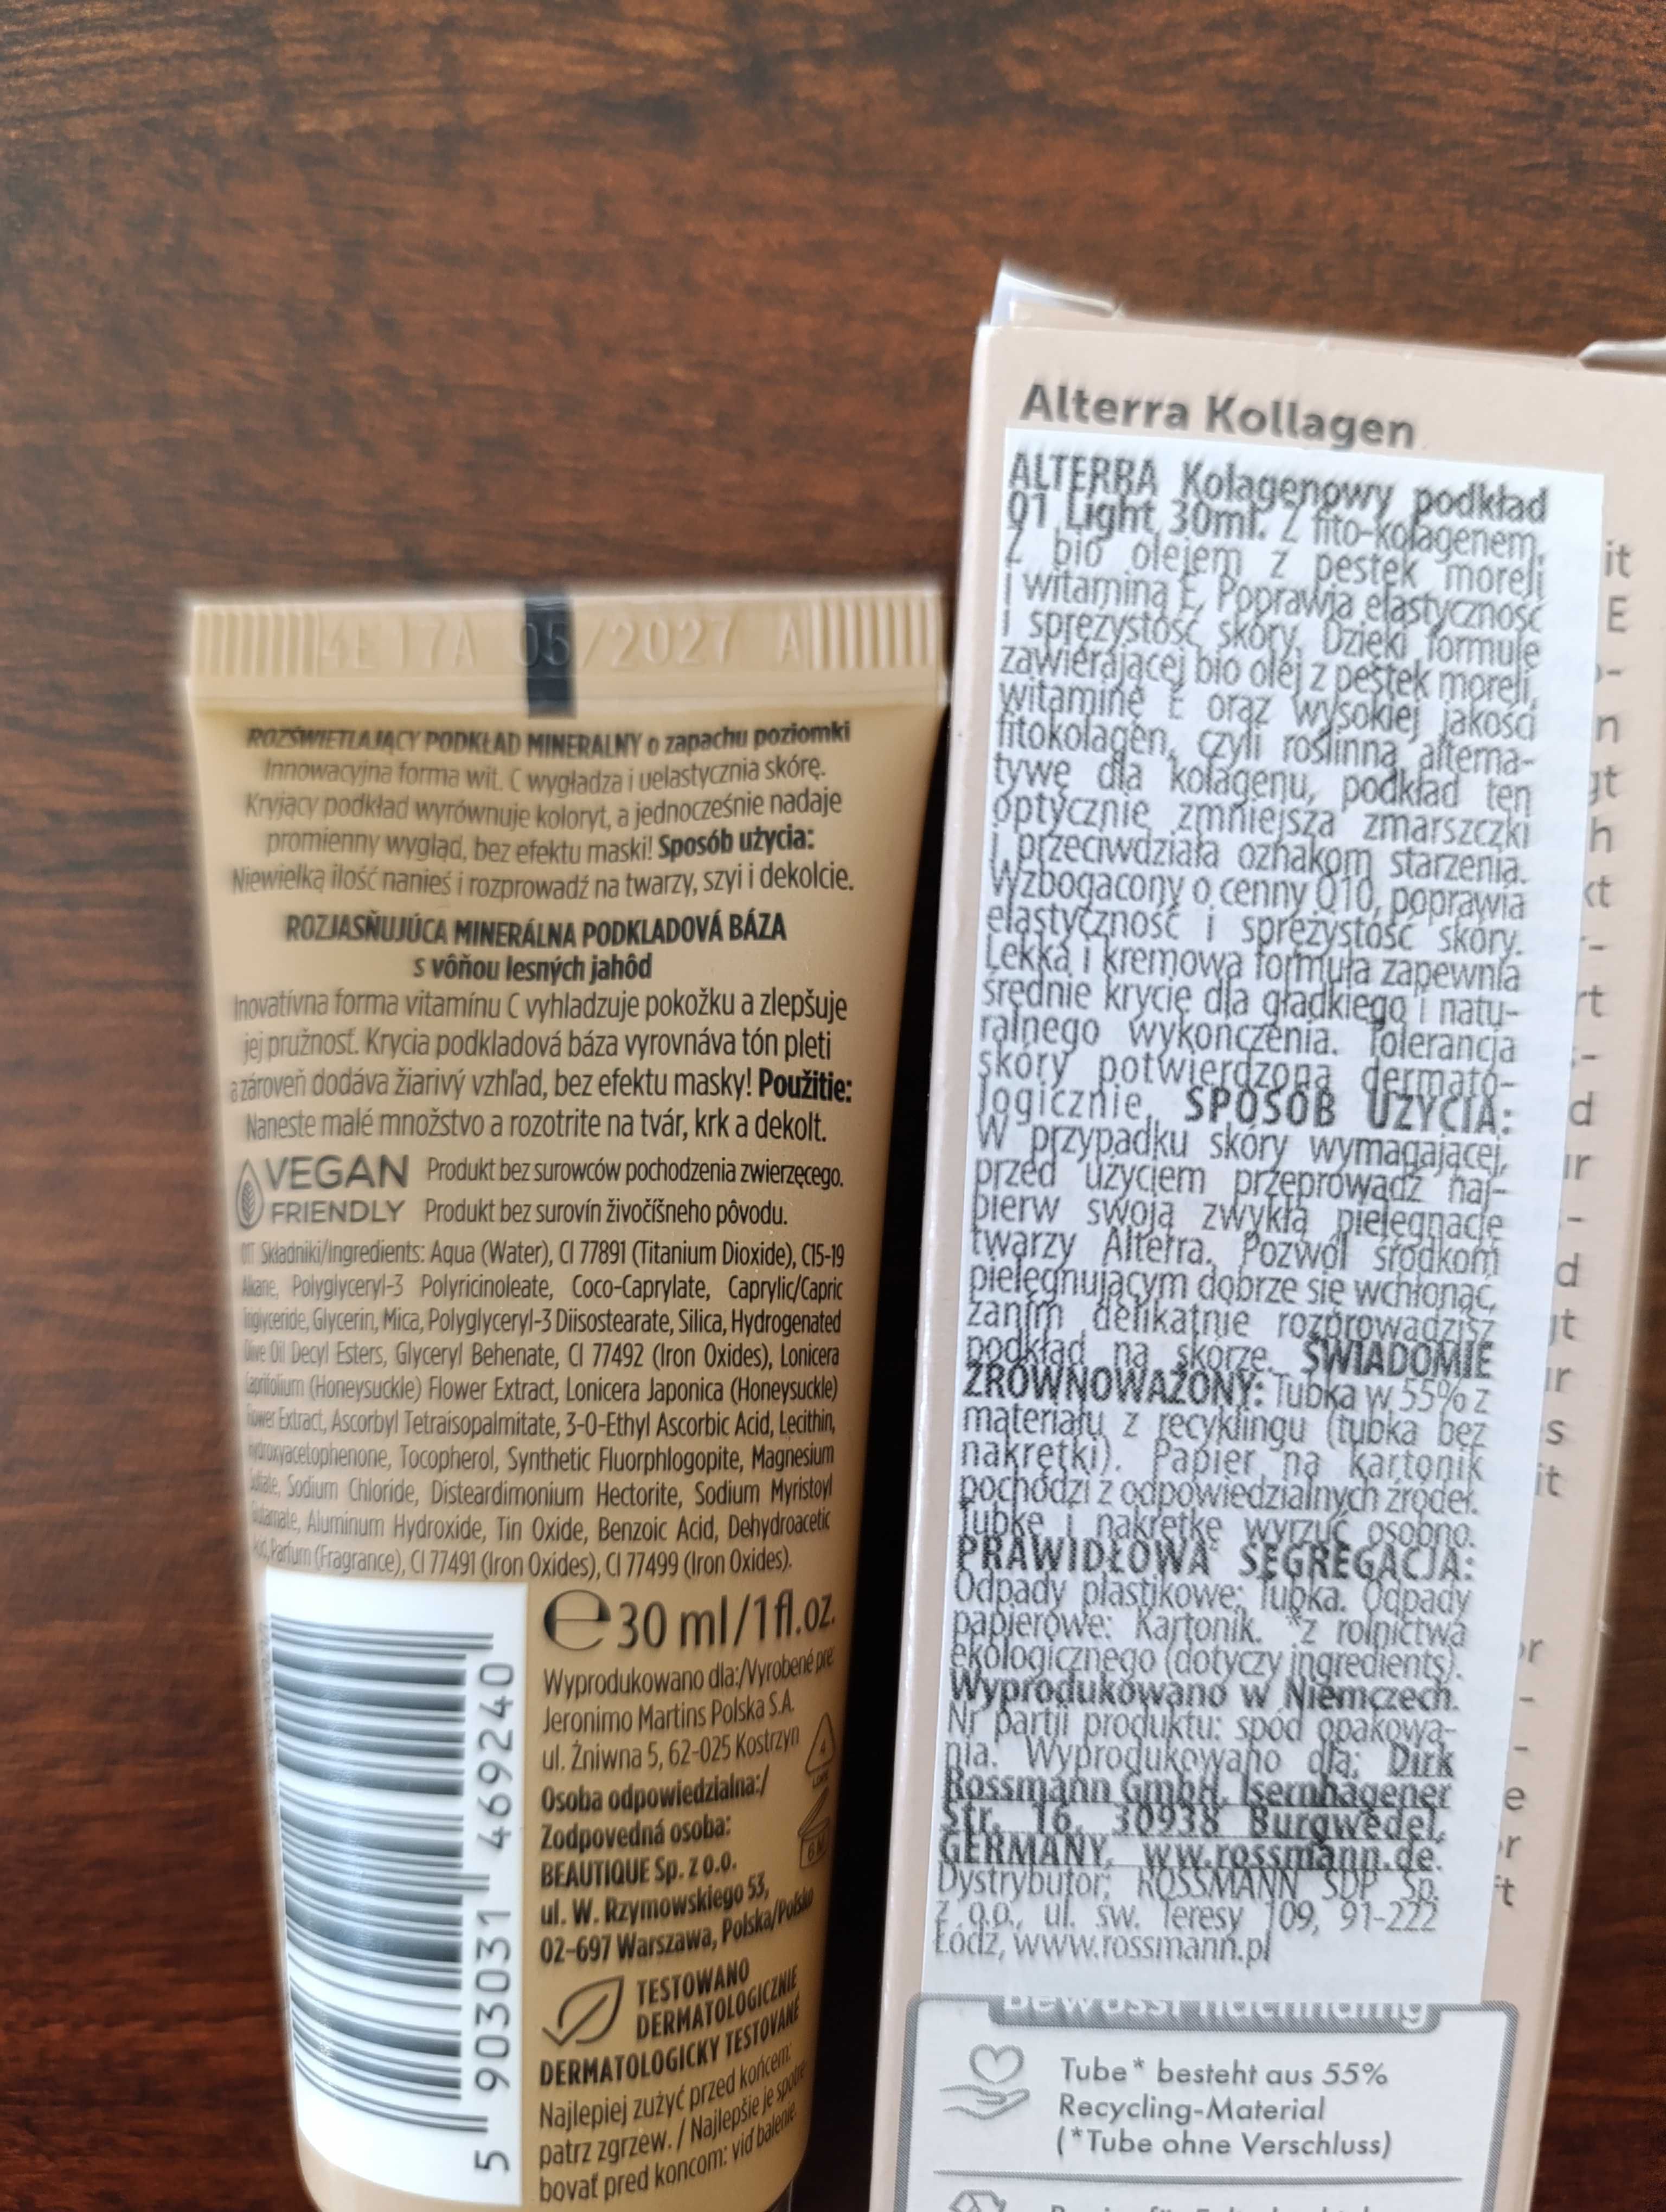 4E17A 05/2027 A
ROZŚWIETLAJĄCY PODKŁAD MINERALNY o zapachu poziomki
Innowacyjna forma wit. C wygładza i uelastycznia skórę.
Kryjący podkład wyrównuje koloryt, a jednocześnie nadaje
promienny wygląd, bez efektu maski! Sposób użycia:
Niewielką ilość nanieś i rozprowadź na twarzy, szyi i dekolcie.
ROZJASŇUJÚCA MINERÁLNA PODKLADOVÁ BÁZA
s vôňou lesných jahôd
Inovatívna forma vitamínu C vyhladzuje pokožku a zlepšuje
jej pružnosť. Krycia podkladová báza vyrovnáva tón pleti
a zároveň dodáva žiarivý vzhľad, bez efektu masky! Použitie:
Naneste malé množstvo a rozotrite na tvár, krk a dekolt.
VEGAN Produkt bez surowców pochodzenia zwierzęcego.
FRIENDLY Produkt bez surovín živočíšneho pôvodu.
Składniki/Ingredients: Aqua (Water), CI 77891 (Titanium Dioxide), C15-19
Alkane, Polyglyceryl-3 Polyricinoleate, Coco-Caprylate, Caprylic/Capric
Triglyceride, Glycerin, Mica, Polyglyceryl-3 Diisostearate, Silica, Hydrogenated
Olive Oil Decyl Esters, Glyceryl Behenate, CI 77492 (Iron Oxides), Lonicera
Caprifolium (Honeysuckle) Flower Extract, Lonicera Japonica (Honeysuckle)
Flower Extract, Ascorbyl Tetraisopalmitate, 3-O-Ethyl Ascorbic Acid, Lecithin,
Hydroxyacetophenone, Tocopherol, Synthetic Fluorphlogopite, Magnesium
Sulfate, Sodium Chloride, Disteardimonium Hectorite, Sodium Myristoyl
Glutamate, Aluminum Hydroxide, Tin Oxide, Benzoic Acid, Dehydroacetic
Acid, Parfum (Fragrance), CI 77491 (Iron Oxides), CI 77499 (Iron Oxides).
5 903031 469240
e 30 ml/1fl.oz.
Wyprodukowano dla:/Vyrobené pre:
Jeronimo Martins Polska S.A.
ul. Żniwna 5, 62-025 Kostrzyn
Osoba odpowiedzialna:/
Zodpovedná osoba:
BEAUTIQUE Sp. z o.o.
ul. W. Rzymowskiego 53,
02-697 Warszawa, Polska/Poľsko
4
LDPE
6 M
TESTOWANO
DERMATOLOGICZNIE
DERMATOLOGICKY TESTOVANÉ
Najlepiej zużyć przed końcem:
patrz zgrzew. / Najlepšie je spotre-
bovať pred koncom: viď balenie.
Alterra Kollagen
ALTERRA Kolagenowy podkład
01 Light 30ml. Z fito-kolagenem.
Z bio olejem z pestek moreli
i witaminą E. Poprawia elastyczność
i sprężystość skóry. Dzięki formule
zawierającej bio olej z pestek moreli,
witaminę E oraz wysokiej jakości
fitokolagen, czyli roślinną alterna-
tywę dla kolagenu, podkład ten
optycznie zmniejsza zmarszczki
i przeciwdziała oznakom starzenia.
Wzbogacony o cenny Q10, poprawia
elastyczność i sprężystość skóry.
Lekka i kremowa formuła zapewnia
średnie krycie dla gładkiego i natu-
ralnego wykończenia. Tolerancja
skóry potwierdzona dermato-
logicznie. SPOSÓB UŻYCIA:
W przypadku skóry wymagającej,
przed użyciem przeprowadź naj-
pierw swoją zwykłą pielęgnację
twarzy Alterra. Pozwól środkom
pielęgnującym dobrze się wchłonąć,
zanim delikatnie rozprowadzisz
podkład na skórze. ŚWIADOMIE
ZRÓWNOWAŻONY: Tubka w 55% z
materiału z recyklingu (tubka bez
nakrętki). Papier na kartonik
pochodzi z odpowiedzialnych źródeł.
Tubkę i nakrętkę wyrzuć osobno.
PRAWIDŁOWA SEGREGACJA:
Odpady plastikowe: Tubka. Odpady
papierowe: Kartonik. *z rolnictwa
ekologicznego (dotyczy ingredients).
Wyprodukowano w Niemczech.
Nr partii produktu: spód opakowa-
nia. Wyprodukowano dla: Dirk
Rossmann GmbH, Isernhagener
Str. 16, 30938 Burgwedel,
GERMANY, ww.rossmann.de.
Dystrybutor: ROSSMANN SDP Sp.
z o.o., ul. św. Teresy 109, 91-222
Łódź, www.rossmann.pl
Bewusst nachhaltig
Tube* besteht aus 55%
Recycling-Material
(*Tube ohne Verschluss)